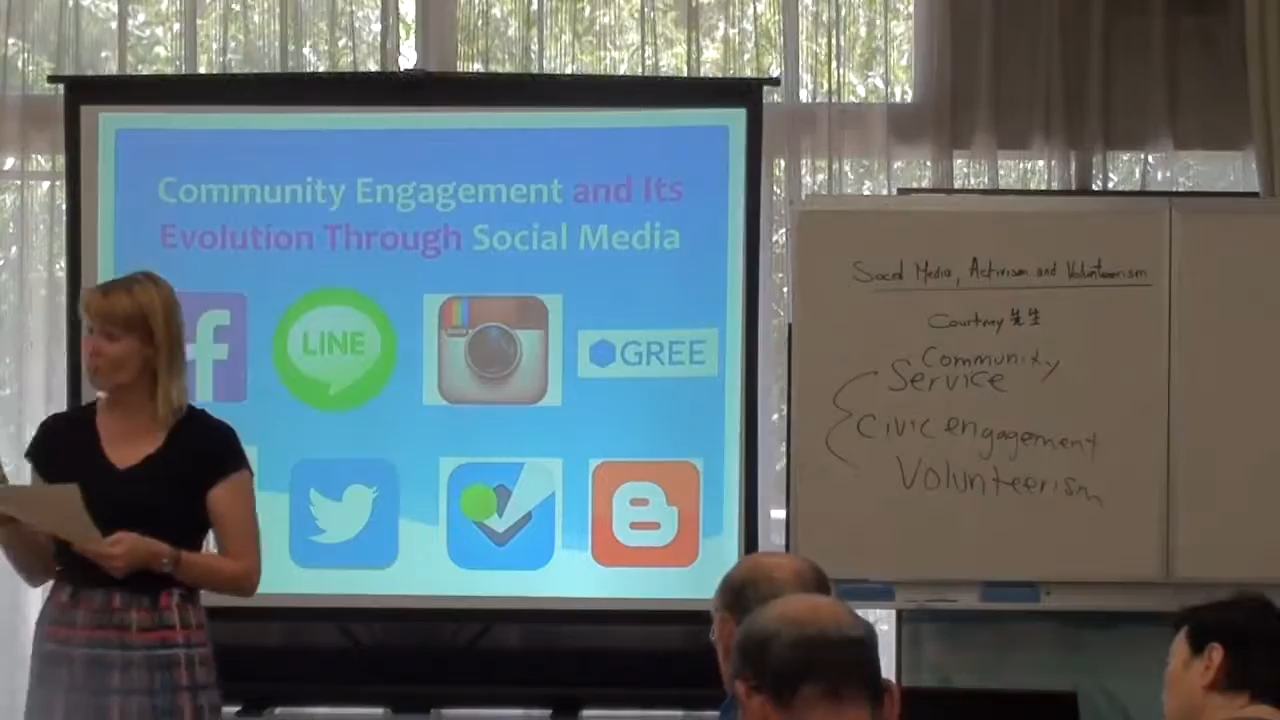 Community Engagement and Its
Evolution Through Social Media
f
LINE
GREE
B
Social Media, Activism and Volunteerism
Courtney 先生
Community
Service
Civic engagement
Volunteerism